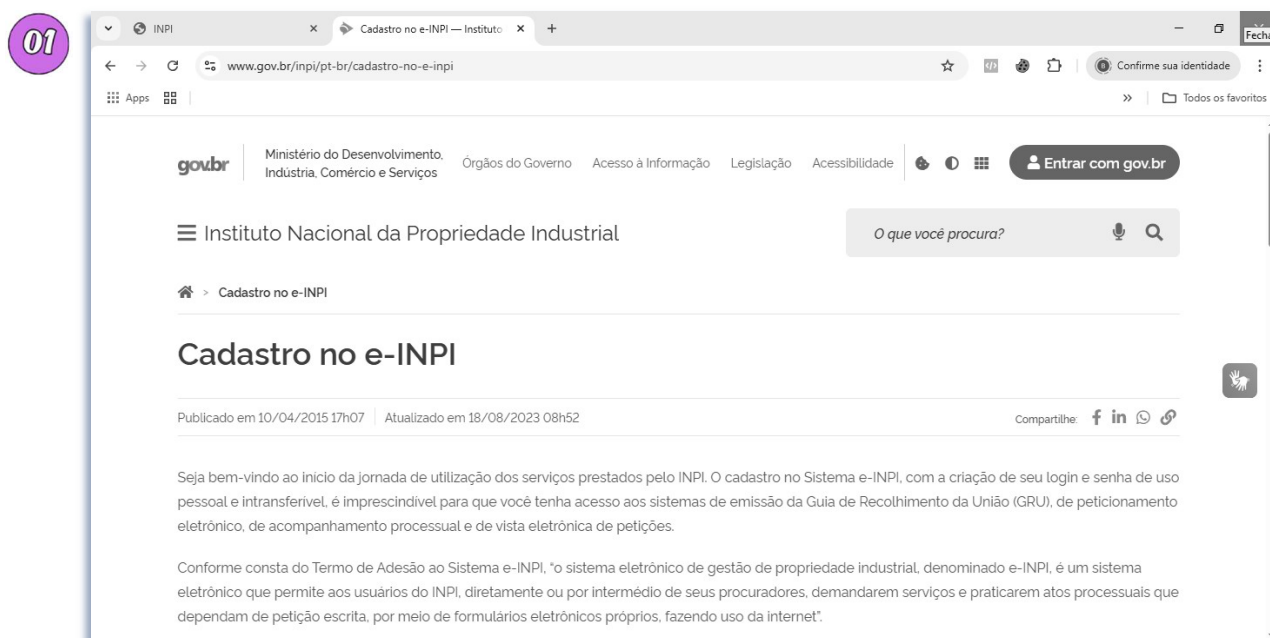 01
INPI
Cadastro no e-INPI — Instituto
Fecha
www.gov.br/inpi/pt-br/cadastro-no-e-inpi
Confirme sua identidade
Apps
Todos os favoritos
gov.br
Ministério do Desenvolvimento,
Indústria, Comércio e Serviços
Órgãos do Governo Acesso à Informação Legislação Acessibilidade
Entrar com gov.br
Instituto Nacional da Propriedade Industrial
O que você procura?
> Cadastro no e-INPI
Cadastro no e-INPI
Publicado em 10/04/2015 17h07 Atualizado em 18/08/2023 08h52
Compartilhe:
Seja bem-vindo ao início da jornada de utilização dos serviços prestados pelo INPI. O cadastro no Sistema e-INPI, com a criação de seu login e senha de uso
pessoal e intransferível, é imprescindível para que você tenha acesso aos sistemas de emissão da Guia de Recolhimento da União (GRU), de peticionamento
eletrônico, de acompanhamento processual e de vista eletrônica de petições.
Conforme consta do Termo de Adesão ao Sistema e-INPI, “o sistema eletrônico de gestão de propriedade industrial, denominado e-INPI, é um sistema
eletrônico que permite aos usuários do INPI, diretamente ou por intermédio de seus procuradores, demandarem serviços e praticarem atos processuais que
dependam de petição escrita, por meio de formulários eletrônicos próprios, fazendo uso da internet”.